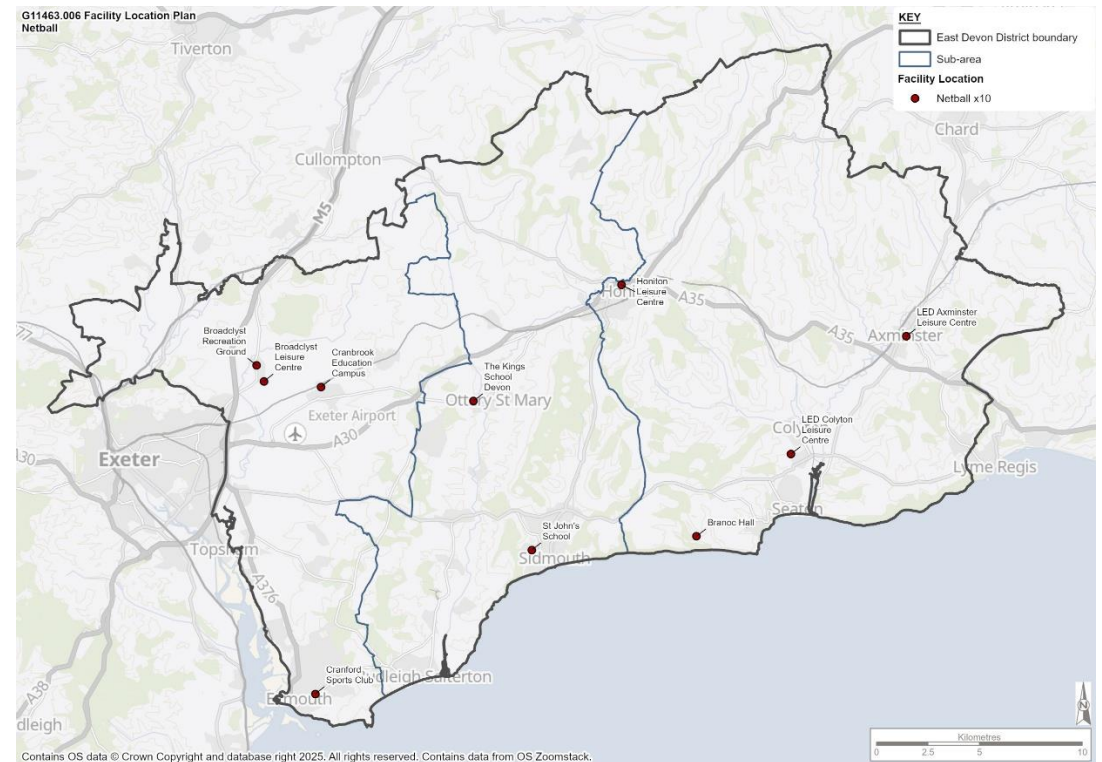 G11463.006 Facility Location Plan
Netball
KEY
East Devon District boundary
Sub-area
Facility Location
Netball x10
Tiverton
Cullompton
M5
Chard
Honiton
Leisure
Centre
A35
A35
LED Axminster
Leisure Centre
Axminster
Broadclyst
Recreation
Ground
Broadclyst
Leisure
Centre
Cranbrook
Education
Campus
The Kings
School
Devon
Ottery St Mary
Exeter Airport
A30
A30
Exeter
LED Colyton
Leisure
Centre
Lyme Regis
Seaton
Branoc Hall
St John's
School
Sidmouth
Topsham
A376
Cranford
Sports Club
A38
dleigh
N
Kilometres
0 2.5 5 10
Contains OS data © Crown Copyright and database right 2025. All rights reserved. Contains data from OS Zoomstack.